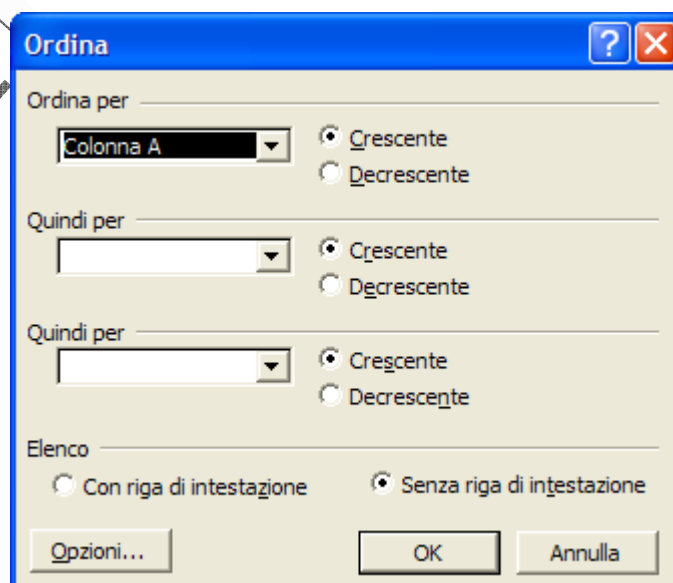 Ordina
Ordina per
Colonna A
Crescente
Decrescente
Quindi per
Crescente
Decrescente
Quindi per
Crescente
Decrescente
Elenco
Con riga di intestazione
Senza riga di intestazione
Opzioni...
OK
Annulla